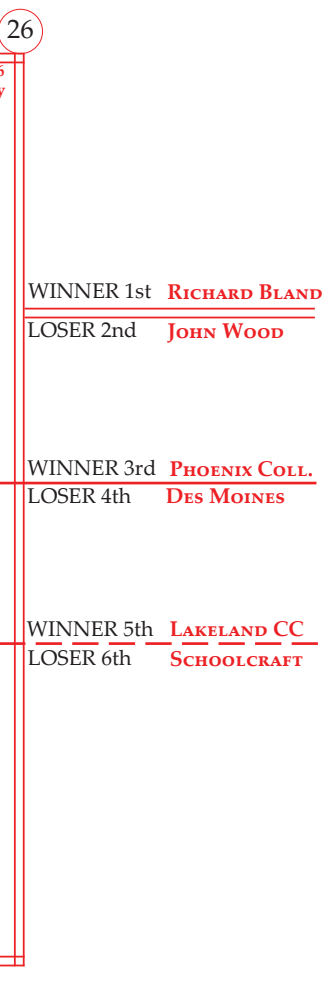 26
WINNER 1st Richard Bland
LOSER 2nd John Wood
WINNER 3rd Phoenix Coll.
LOSER 4th Des Moines
WINNER 5th Lakeland CC
LOSER 6th Schoolcraft